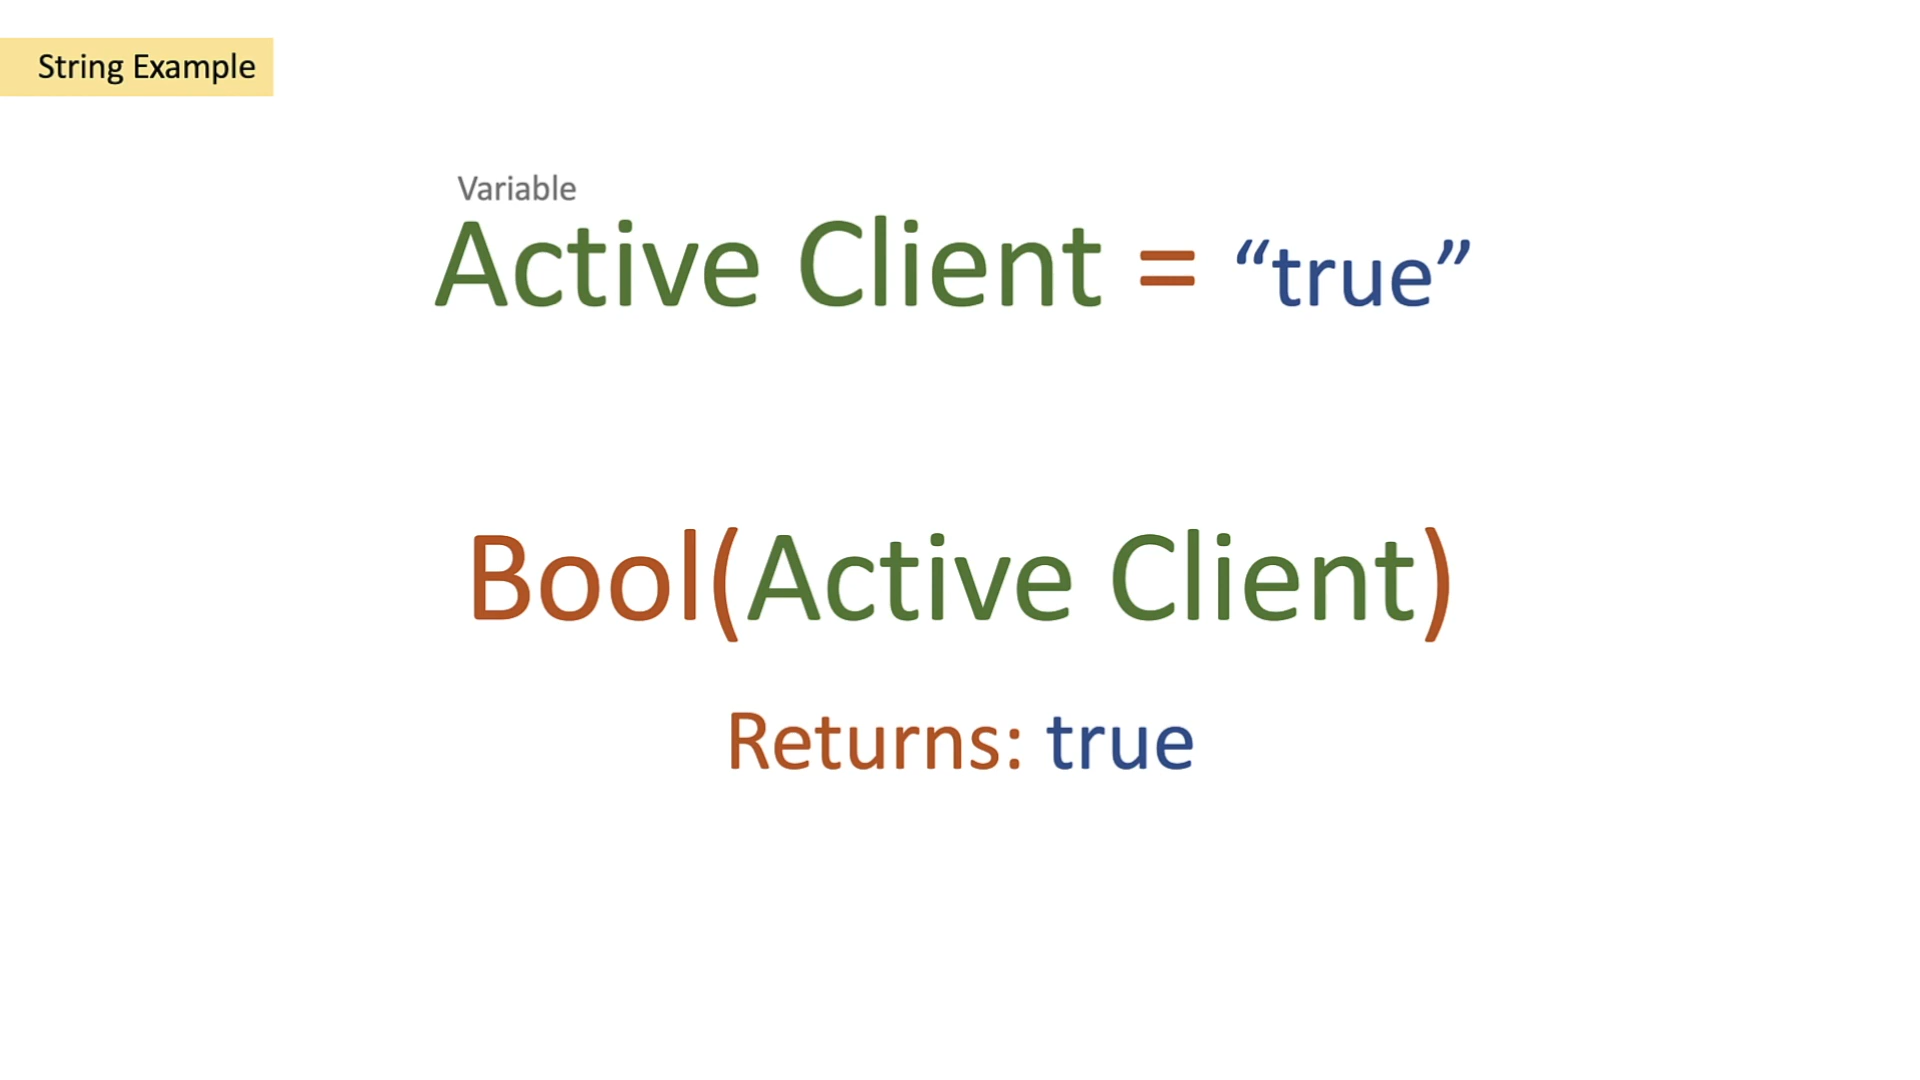 String Example
Variable
Active Client = “true”
Bool(Active Client)
Returns: true